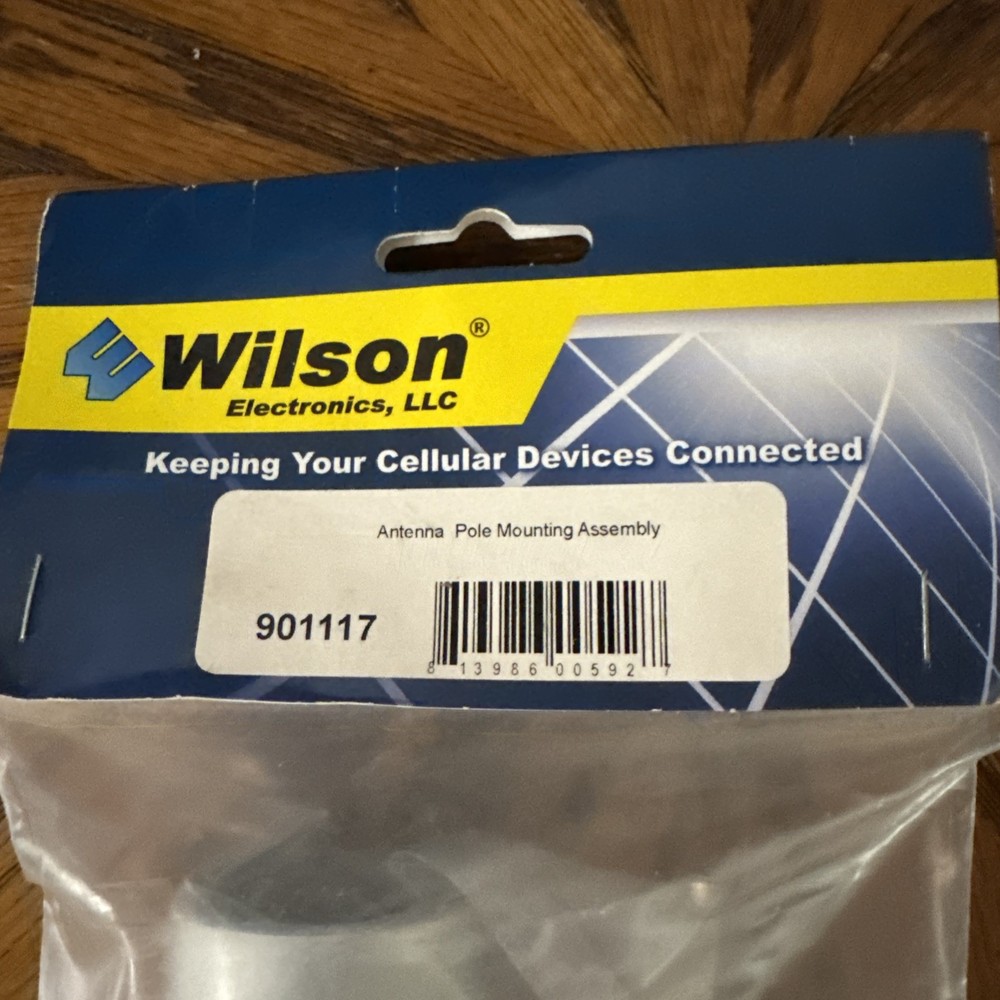 Wilson®
Electronics, LLC
Keeping Your Cellular Devices Connected
Antenna Pole Mounting Assembly
901117
8 13986 00592 7